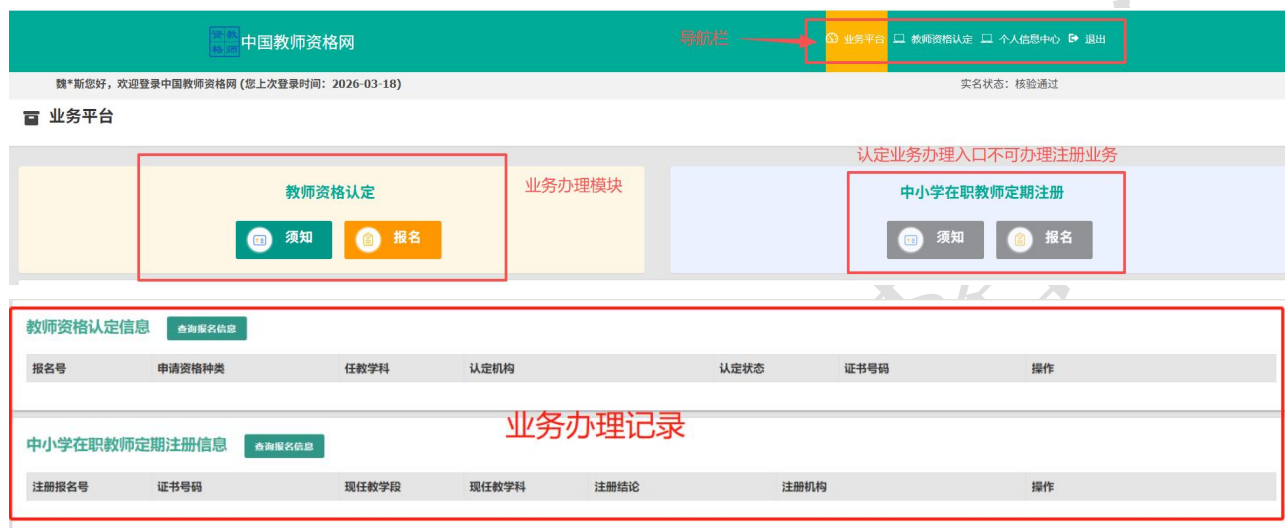 资教
格师
中国教师资格网
导航栏
业务平台 教师资格认定 个人信息中心 退出
魏*斯您好，欢迎登录中国教师资格网 (您上次登录时间：2026-03-18)
实名状态：核验通过
业务平台
认定业务办理入口不可办理注册业务
教师资格认定
业务办理模块
中小学在职教师定期注册
须知 报名
须知 报名
教师资格认定信息 查询报名信息
报名号 申请资格种类 任教学科 认定机构 认定状态 证书号码 操作
业务办理记录
中小学在职教师定期注册信息 查询报名信息
注册报名号 证书号码 现任教学段 现任教学科 注册结论 注册机构 操作